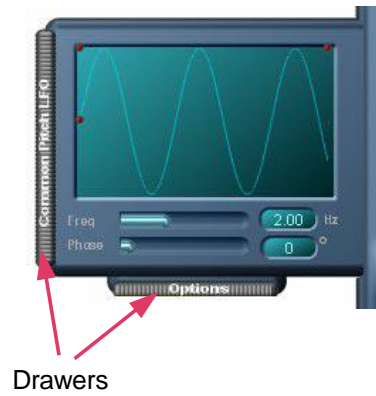 Common Pitch LFO
Freq 2.00 Hz
Phase 0 °
Options
Drawers